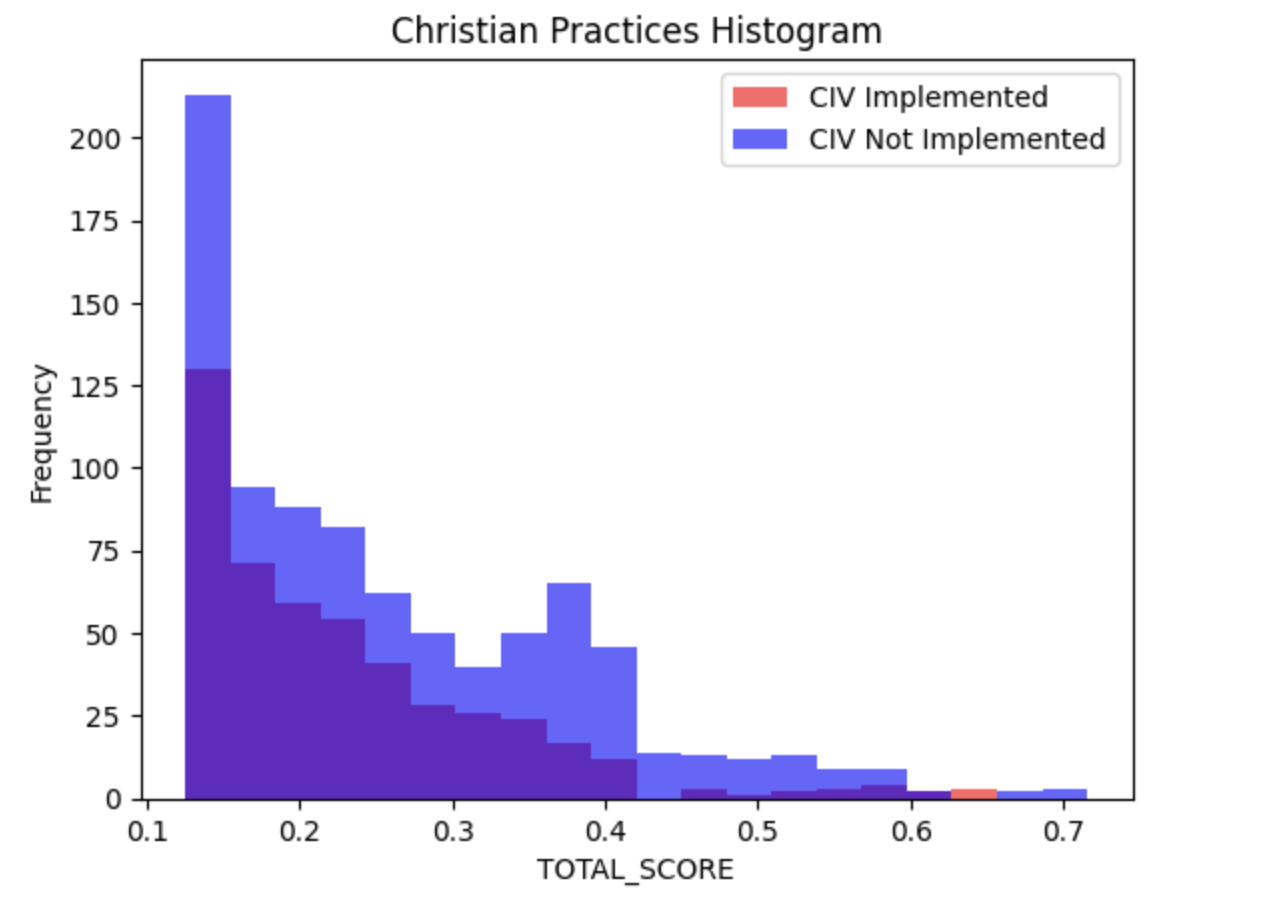 Christian Practices Histogram
CIV Implemented
CIV Not Implemented
200
175
150
125
100
75
50
25
0
Frequency
0.1 0.2 0.3 0.4 0.5 0.6 0.7
TOTAL_SCORE